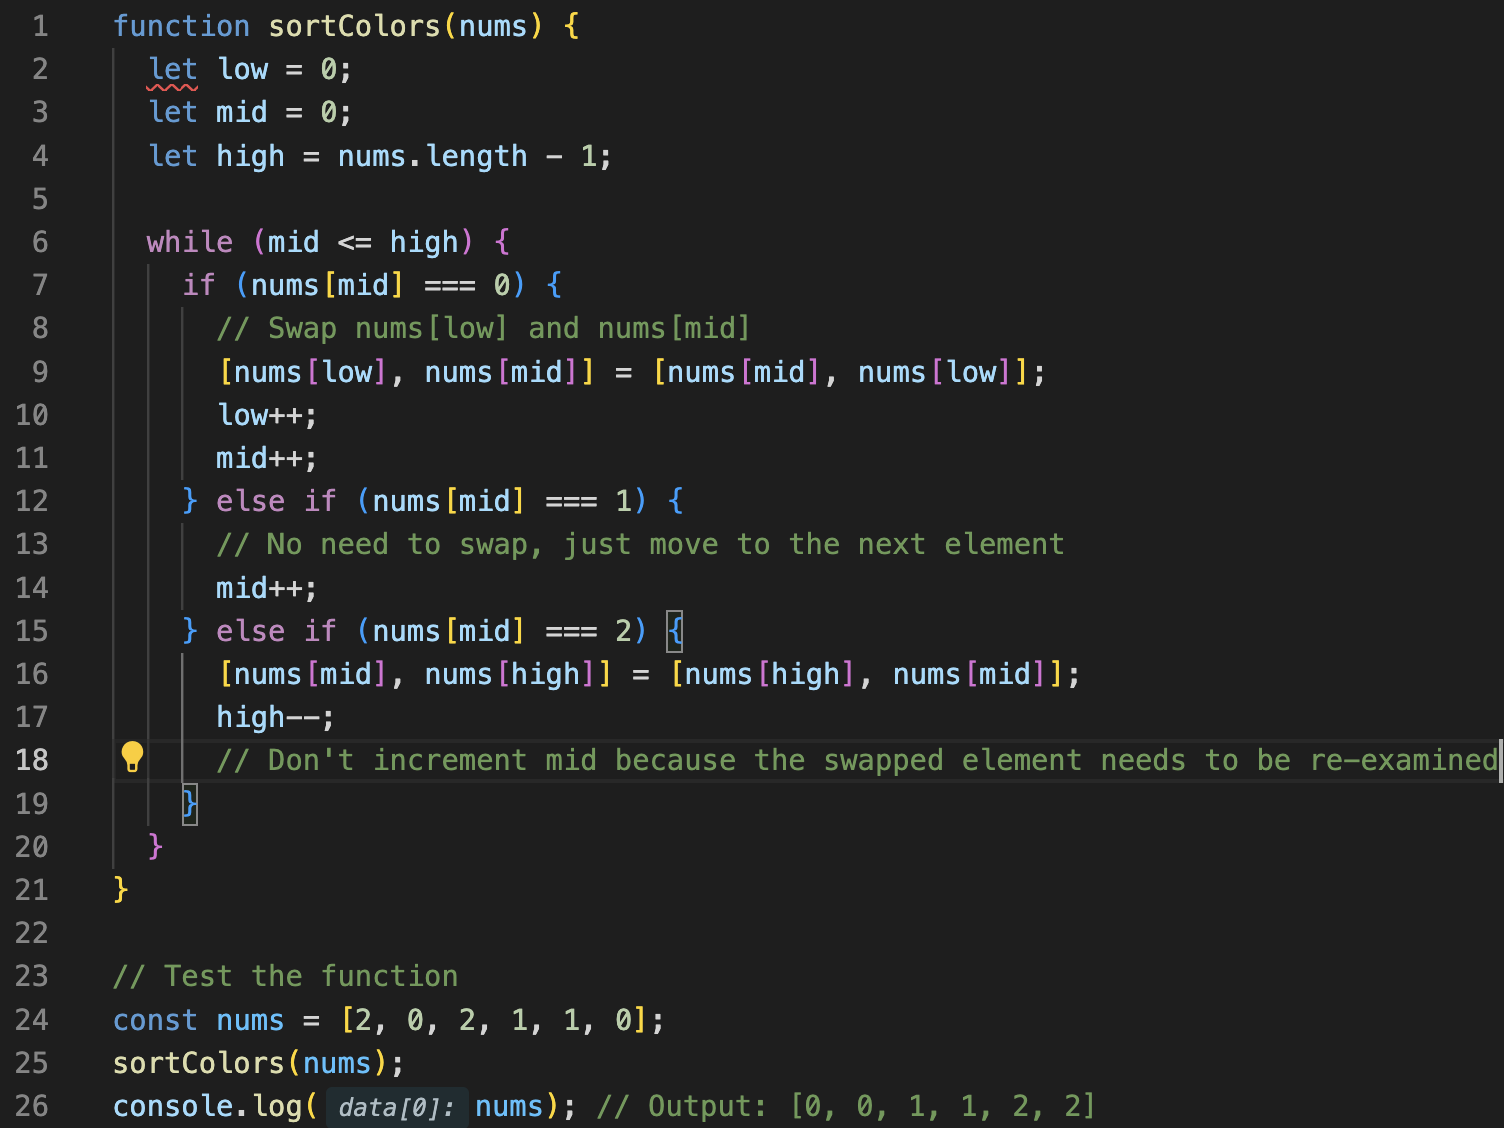 1 function sortColors(nums) {
2 let low = 0;
3 let mid = 0;
4 let high = nums.length - 1;
5
6 while (mid <= high) {
7 if (nums[mid] === 0) {
8 // Swap nums[low] and nums[mid]
9 [nums[low], nums[mid]] = [nums[mid], nums[low]];
10 low++;
11 mid++;
12 } else if (nums[mid] === 1) {
13 // No need to swap, just move to the next element
14 mid++;
15 } else if (nums[mid] === 2) {
16 [nums[mid], nums[high]] = [nums[high], nums[mid]];
17 high--;
18 // Don't increment mid because the swapped element needs to be re-examined
19 }
20 }
21 }
22
23 // Test the function
24 const nums = [2, 0, 2, 1, 1, 0];
25 sortColors(nums);
26 console.log( data[0]: nums); // Output: [0, 0, 1, 1, 2, 2]